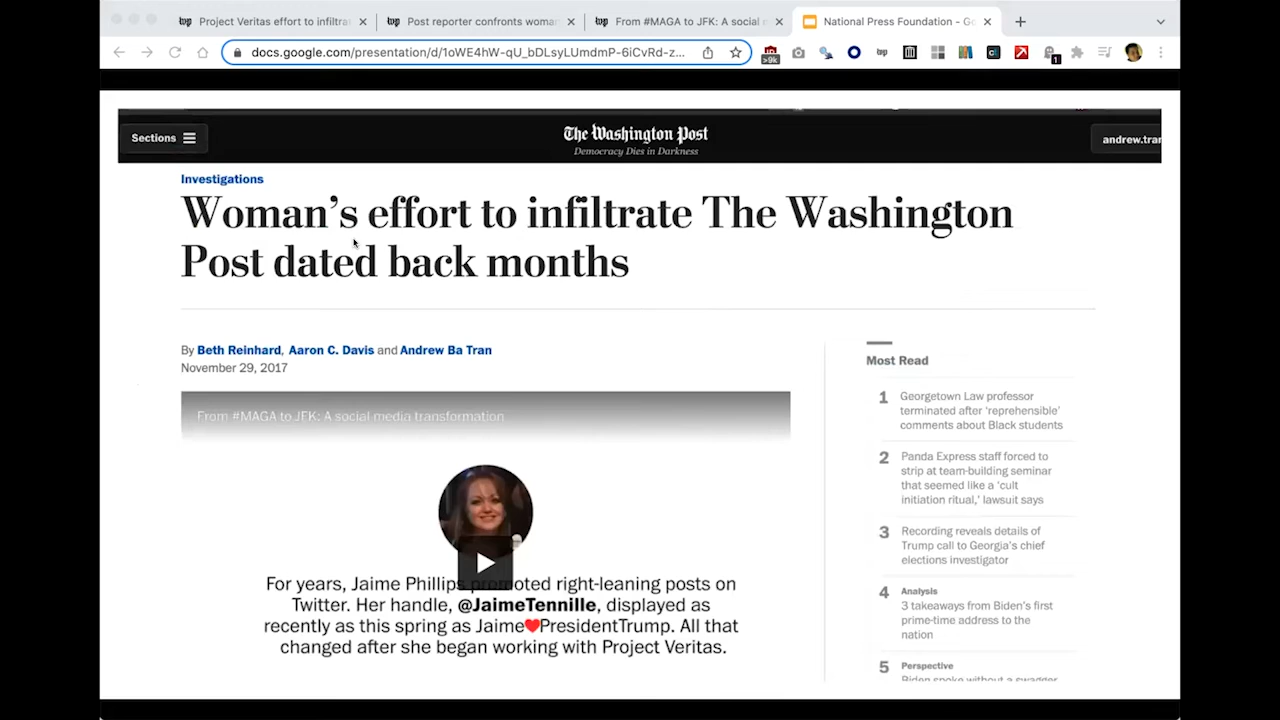 Project Veritas effort to infiltra
Post reporter confronts woma
From #MAGA to JFK: A social m
National Press Foundation - Go
docs.google.com/presentation/d/1oWE4hW-qU_bDLsyLUmdmP-6iCvRd-z...
>9k
wp
1
Sections
The Washington Post
Democracy Dies in Darkness
andrew.tran
Investigations
Woman's effort to infiltrate The Washington
Post dated back months
By Beth Reinhard, Aaron C. Davis and Andrew Ba Tran
November 29, 2017
From #MAGA to JFK: A social media transformation
For years, Jaime Phillips promoted right-leaning posts on
Twitter. Her handle, @JaimeTennille, displayed as
recently as this spring as Jaime❤PresidentTrump. All that
changed after she began working with Project Veritas.
Most Read
1 Georgetown Law professor
terminated after 'reprehensible'
comments about Black students
2 Panda Express staff forced to
strip at team-building seminar
that seemed like a 'cult
initiation ritual,' lawsuit says
3 Recording reveals details of
Trump call to Georgia's chief
elections investigator
4 Analysis
3 takeaways from Biden's first
prime-time address to the
nation
5 Perspective
Biden spoke without a swagger